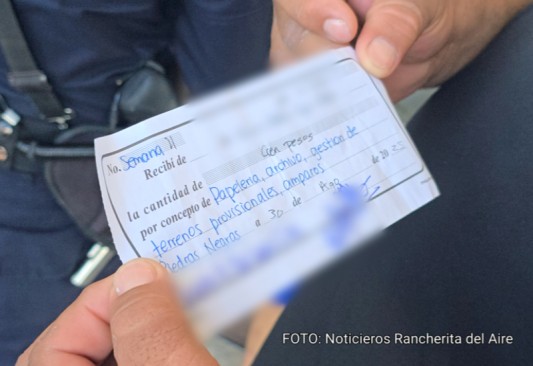 No. Semana
Recibí de
la cantidad de Cien Pesos
por concepto de Papelería, archivo, gestión de
terrenos provisionales, amparos
Piedras Negras a 30 de Ago de 20 25
FOTO: Noticieros Rancherita del Aire